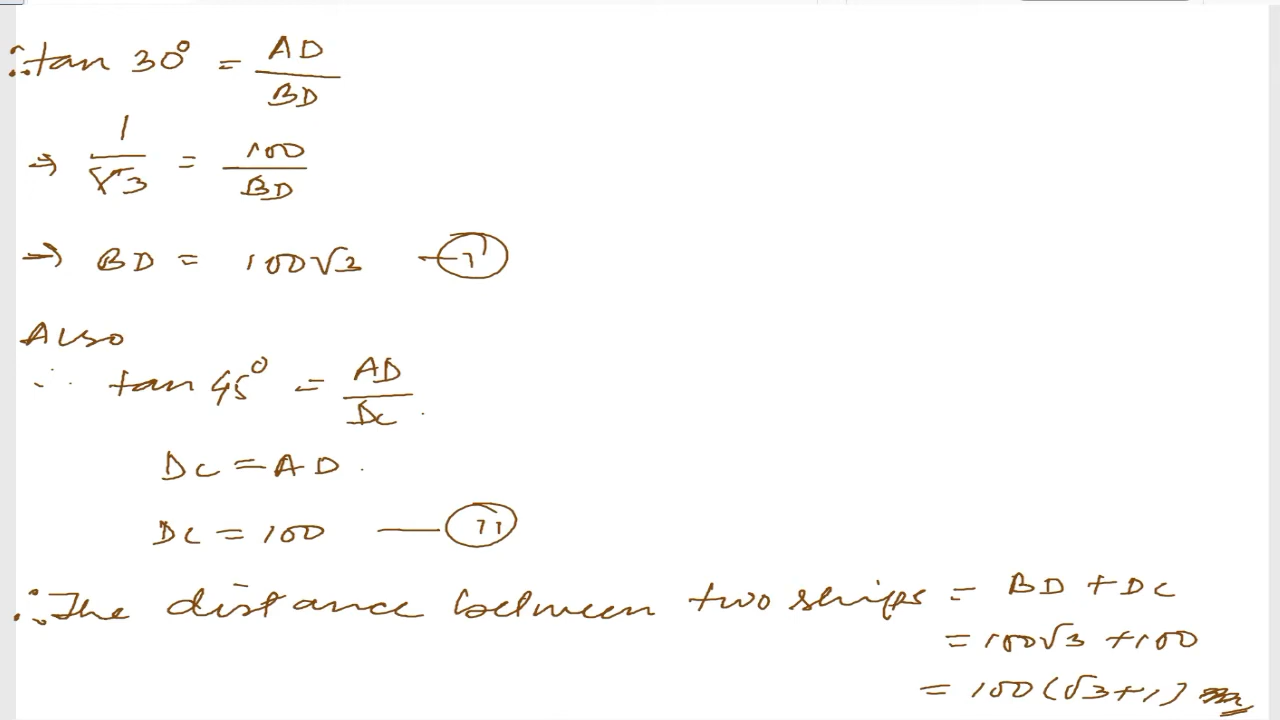 ∴ tan 30° = AD/BD
⇒ 1/√3 = 100/BD
⇒ BD = 100√3 — (i)
Also
∴ tan 45° = AD/DC
DC = AD
DC = 100 — (ii)
∴ The distance between two ships = BD + DC
= 100√3 + 100
= 100(√3+1)